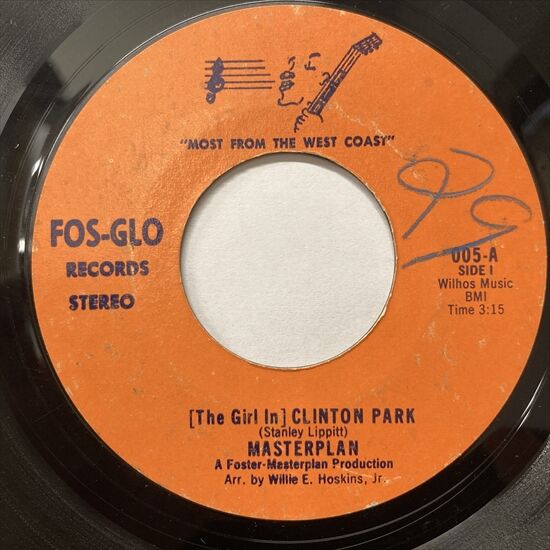 "MOST FROM THE WEST COAST"
FOS-GLO
RECORDS
STEREO
005-A
SIDE I
Wilhos Music
BMI
Time 3:15
[The Girl In] CLINTON PARK
(Stanley Lippitt)
MASTERPLAN
A Foster-Masterplan Production
Arr. by Willie E. Hoskins, Jr.